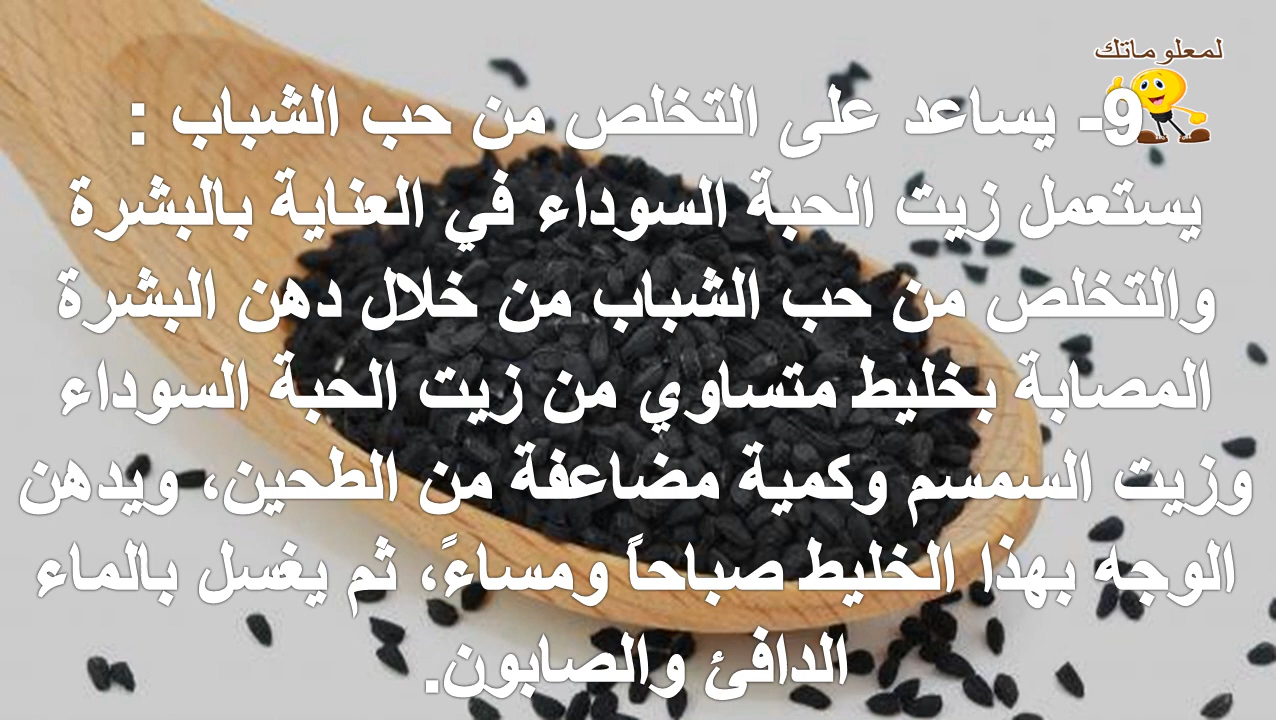 لمعلوماتك
9- يساعد على التخلص من حب الشباب :
يستعمل زيت الحبة السوداء في العناية بالبشرة
والتخلص من حب الشباب من خلال دهن البشرة
المصابة بخليط متساوي من زيت الحبة السوداء
وزيت السمسم وكمية مضاعفة من الطحين، ويدهن
الوجه بهذا الخليط صباحاً ومساءً، ثم يغسل بالماء
الدافئ والصابون.